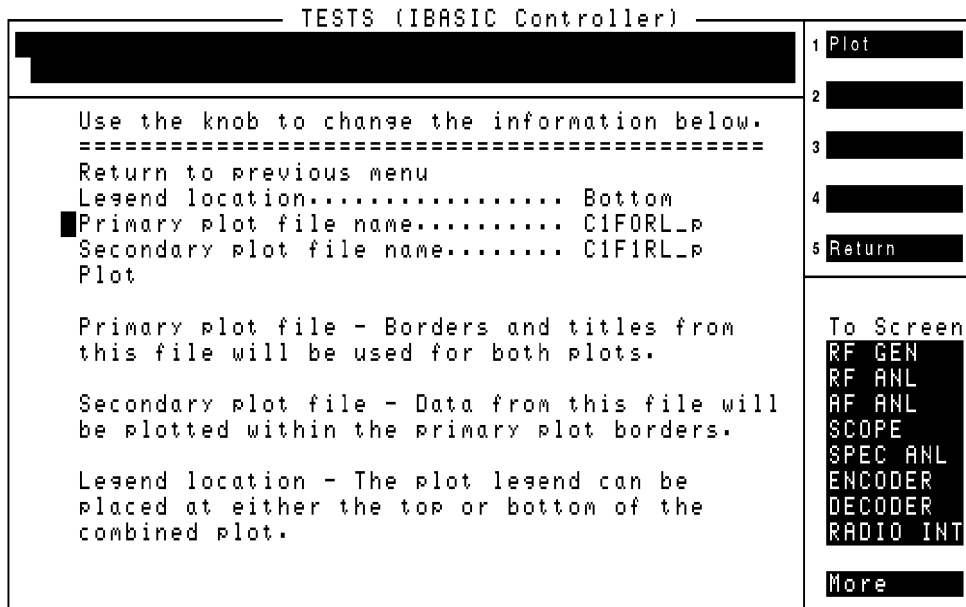 TESTS (IBASIC Controller)
Use the knob to change the information below.
=============================================
Return to previous menu
Legend location................. Bottom
Primary plot file name.......... C1F0RL_p
Secondary plot file name........ C1F1RL_p
Plot
Primary plot file - Borders and titles from
this file will be used for both plots.
Secondary plot file - Data from this file will
be plotted within the primary plot borders.
Legend location - The plot legend can be
placed at either the top or bottom of the
combined plot.
1 Plot
2
3
4
5 Return
To Screen
RF GEN
RF ANL
AF ANL
SCOPE
SPEC ANL
ENCODER
DECODER
RADIO INT
More